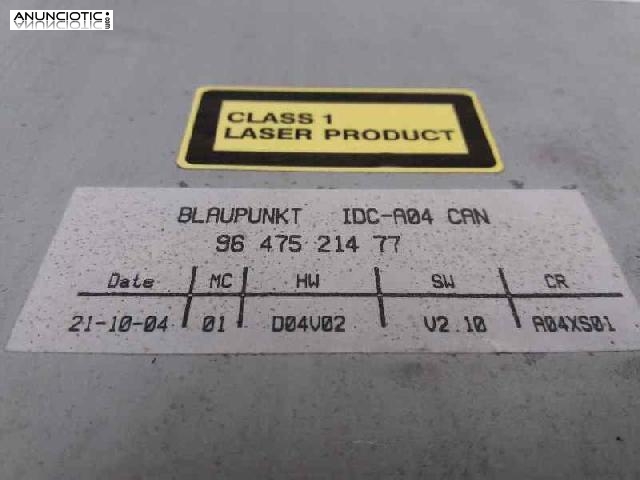 ANUNCIOTIC.es
CLASS 1
LASER PRODUCT
BLAUPUNKT IDC-A04 CAN
96 475 214 77
Date MC HW SW CR
21-10-04 01 D04V02 V2.10 A04XS01